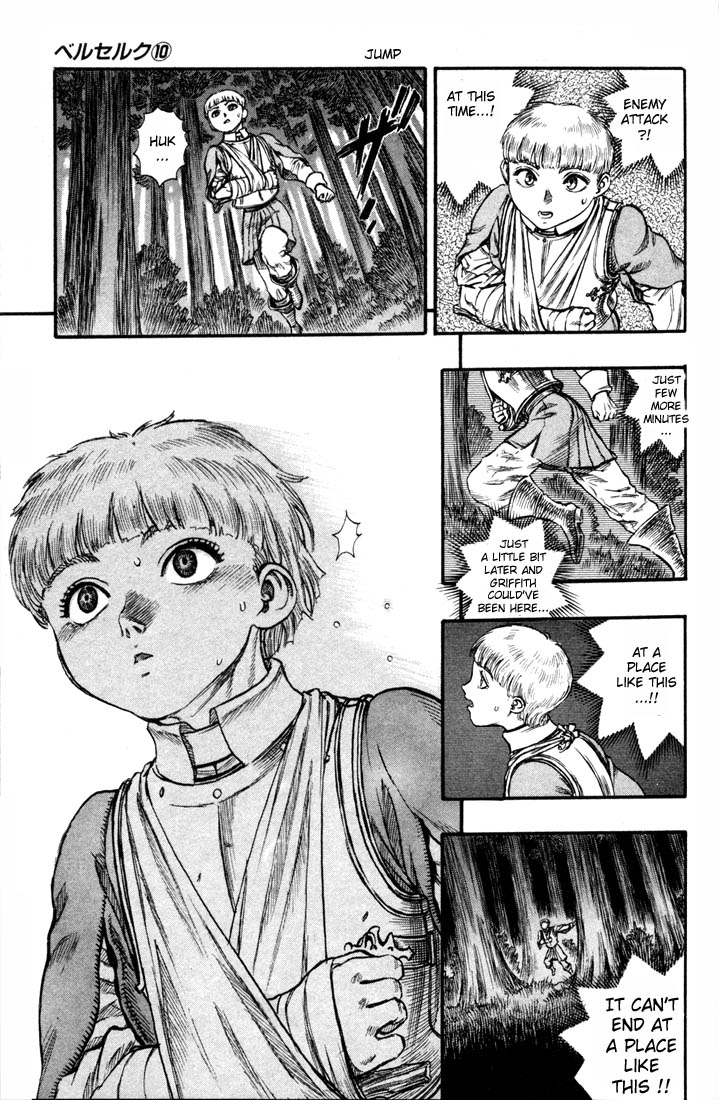 ベルセルク⑩
JUMP
ENEMY
ATTACK
?!
AT THIS
TIME...!
HUK
...
JUST
FEW
MORE
MINUTES
...
JUST
A LITTLE BIT
LATER AND
GRIFFITH
COULD'VE
BEEN HERE...
AT A
PLACE
LIKE THIS
...!!
IT CAN'T
END AT
A PLACE
LIKE
THIS !!